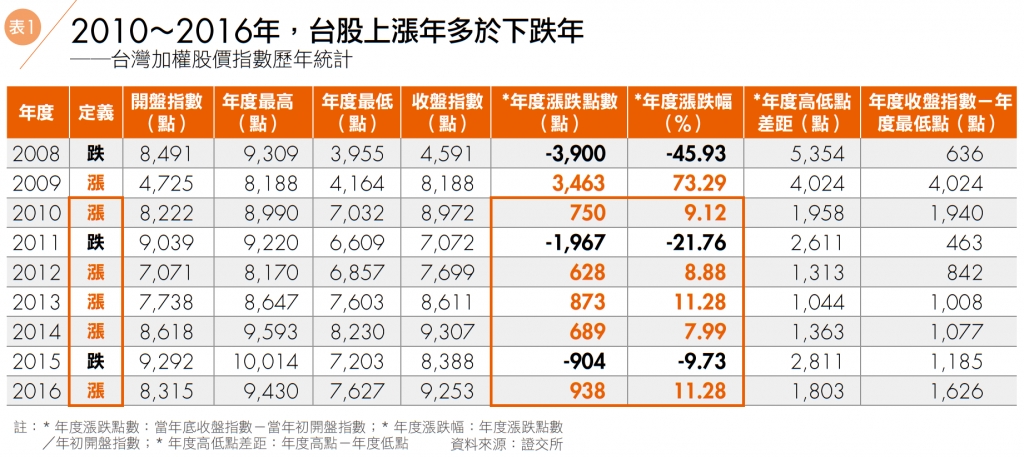 表1
2010～2016年，台股上漲年多於下跌年
——台灣加權股價指數歷年統計
年度 定義 開盤指數（點） 年度最高（點） 年度最低（點） 收盤指數（點） *年度漲跌點數（點） *年度漲跌幅（%） *年度高低點差距（點） 年度收盤指數－年度最低點（點）
2008 跌 8,491 9,309 3,955 4,591 -3,900 -45.93 5,354 636
2009 漲 4,725 8,188 4,164 8,188 3,463 73.29 4,024 4,024
2010 漲 8,222 8,990 7,032 8,972 750 9.12 1,958 1,940
2011 跌 9,039 9,220 6,609 7,072 -1,967 -21.76 2,611 463
2012 漲 7,071 8,170 6,857 7,699 628 8.88 1,313 842
2013 漲 7,738 8,647 7,603 8,611 873 11.28 1,044 1,008
2014 漲 8,618 9,593 8,230 9,307 689 7.99 1,363 1,077
2015 跌 9,292 10,014 7,203 8,388 -904 -9.73 2,811 1,185
2016 漲 8,315 9,430 7,627 9,253 938 11.28 1,803 1,626
註：*年度漲跌點數：當年底收盤指數－當年初開盤指數；*年度漲跌幅：年度漲跌點數
／年初開盤指數；*年度高低點差距：年度高點－年度低點 資料來源：證交所